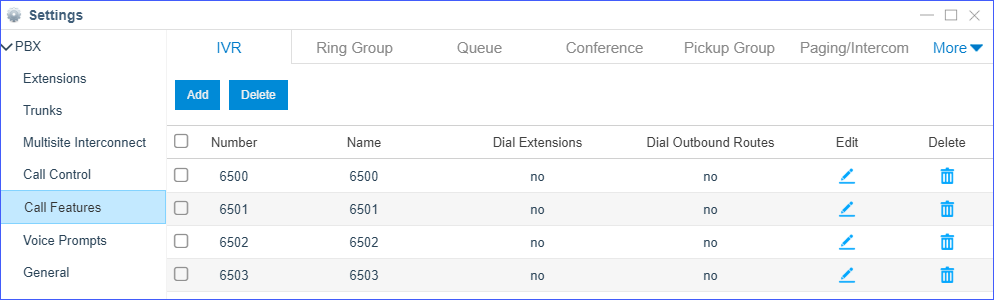 Settings
PBX
Extensions
Trunks
Multisite Interconnect
Call Control
Call Features
Voice Prompts
General
IVR Ring Group Queue Conference Pickup Group Paging/Intercom More
Add Delete
Number Name Dial Extensions Dial Outbound Routes Edit Delete
6500 6500 no no
6501 6501 no no
6502 6502 no no
6503 6503 no no